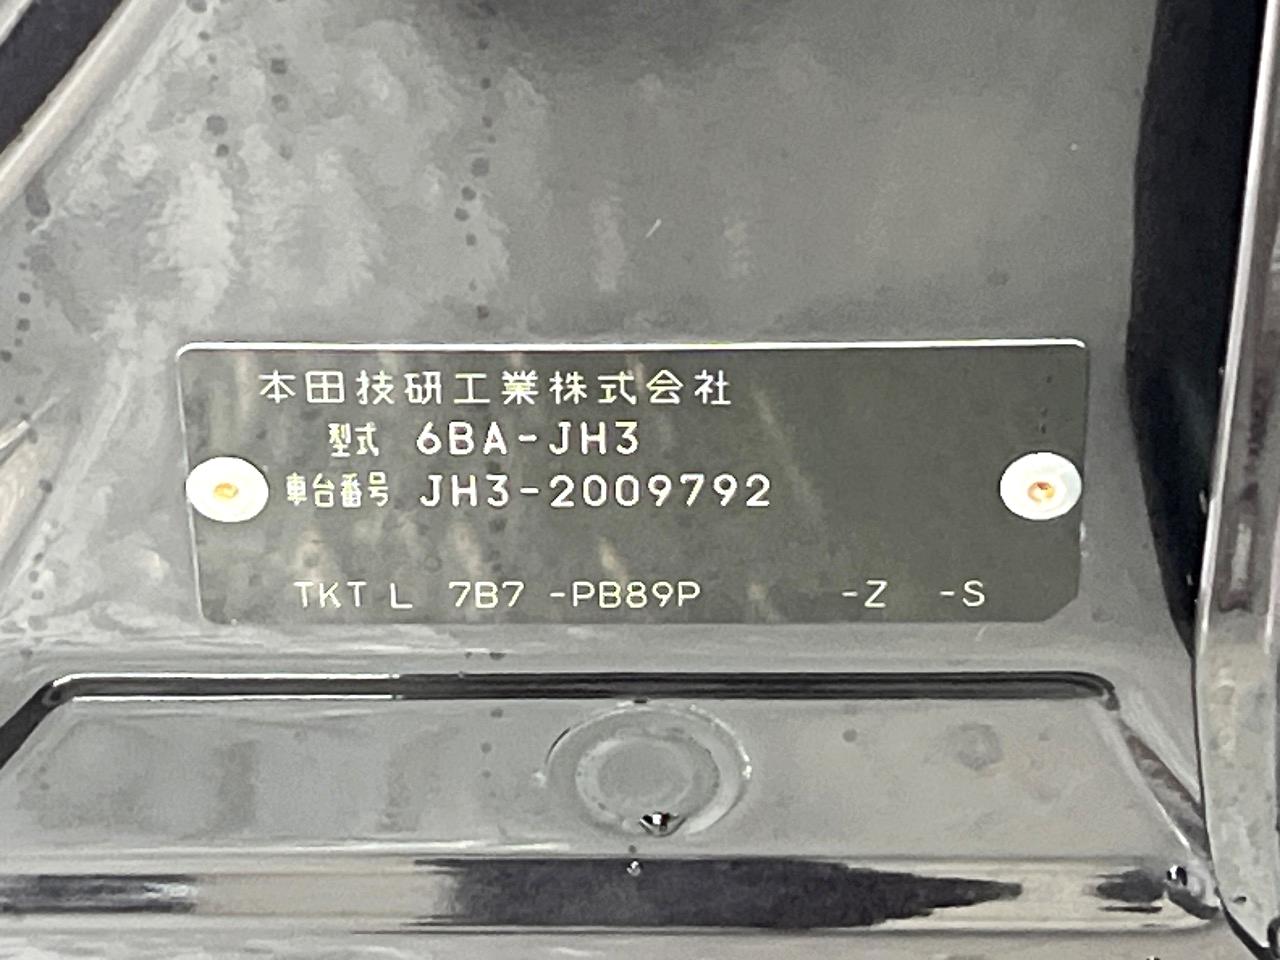 本田技研工業株式会社
型式 6BA-JH3
車台番号 JH3-2009792
TKT L 7B7 -PB89P -Z -S